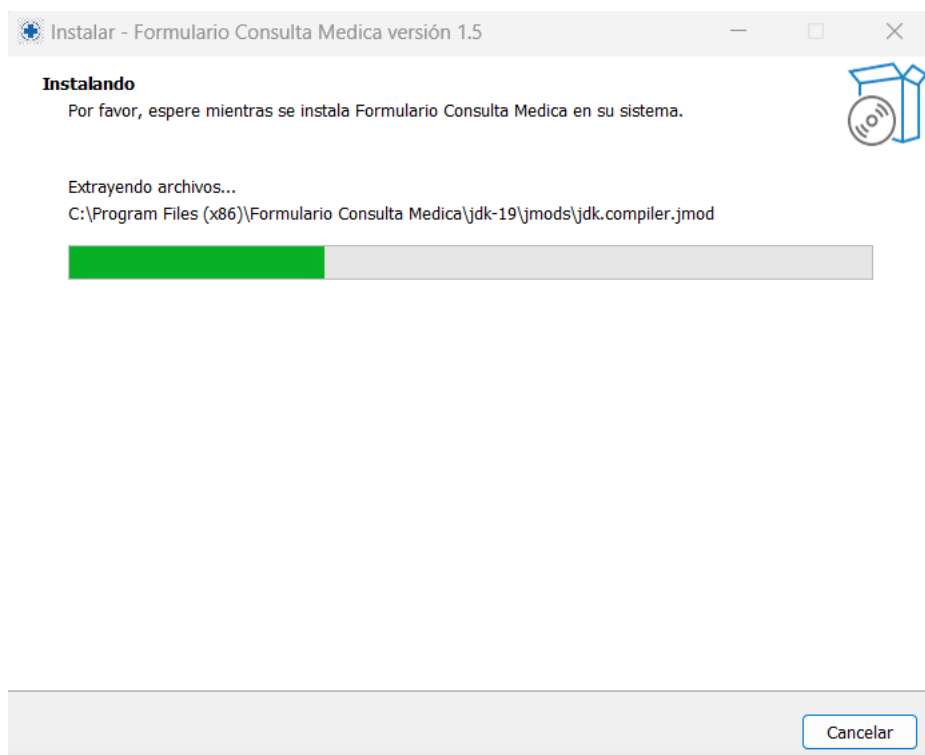 Instalar - Formulario Consulta Medica versión 1.5
Instalando
Por favor, espere mientras se instala Formulario Consulta Medica en su sistema.
Extrayendo archivos...
C:\Program Files (x86)\Formulario Consulta Medica\jdk-19\jmods\jdk.compiler.jmod
Cancelar